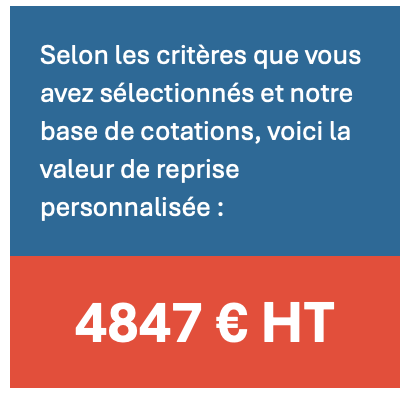 Selon les critères que vous
avez sélectionnés et notre
base de cotations, voici la
valeur de reprise
personnalisée :
4847 € HT